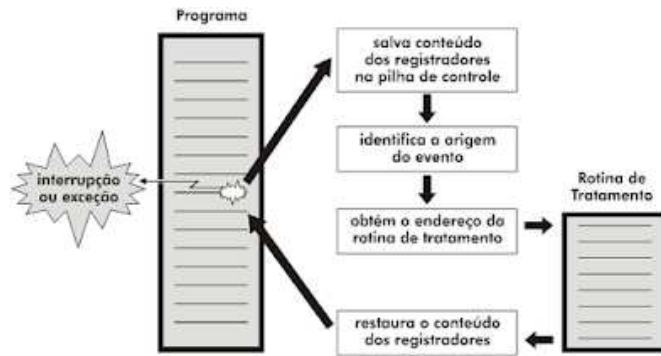 Programa
salva conteúdo
dos registradores
na pilha de controle
identifica a origem
do evento
interrupção
ou exceção
Rotina de
Tratamento
obtém o endereço da
rotina de tratamento
restaura o conteúdo
dos registradores